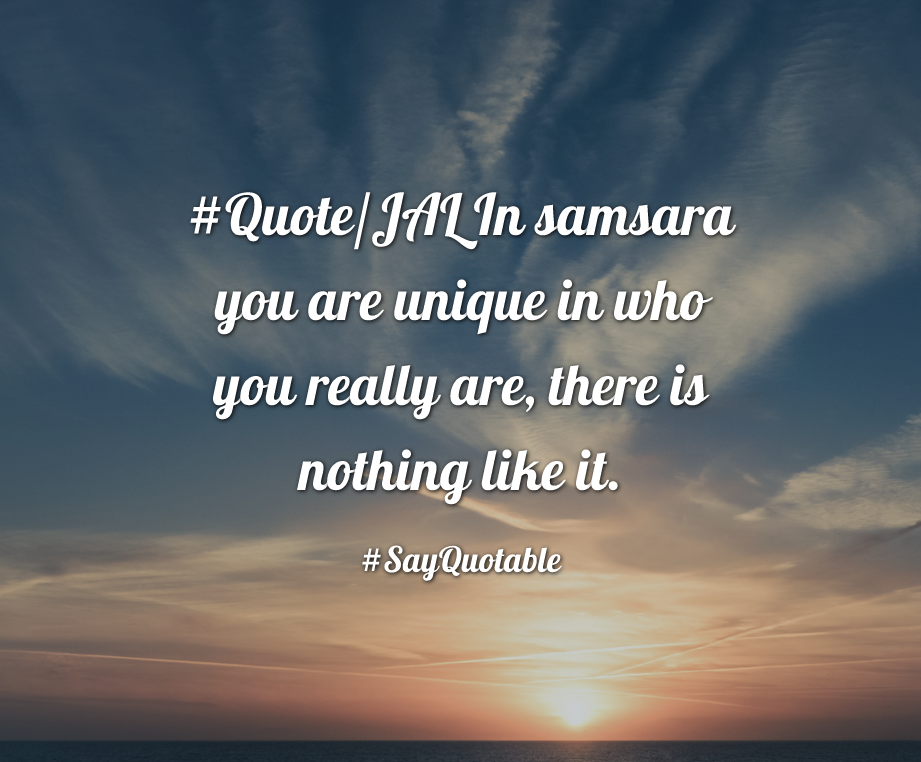 #Quote/JAL In samsara
you are unique in who
you really are, there is
nothing like it.
#SayQuotable